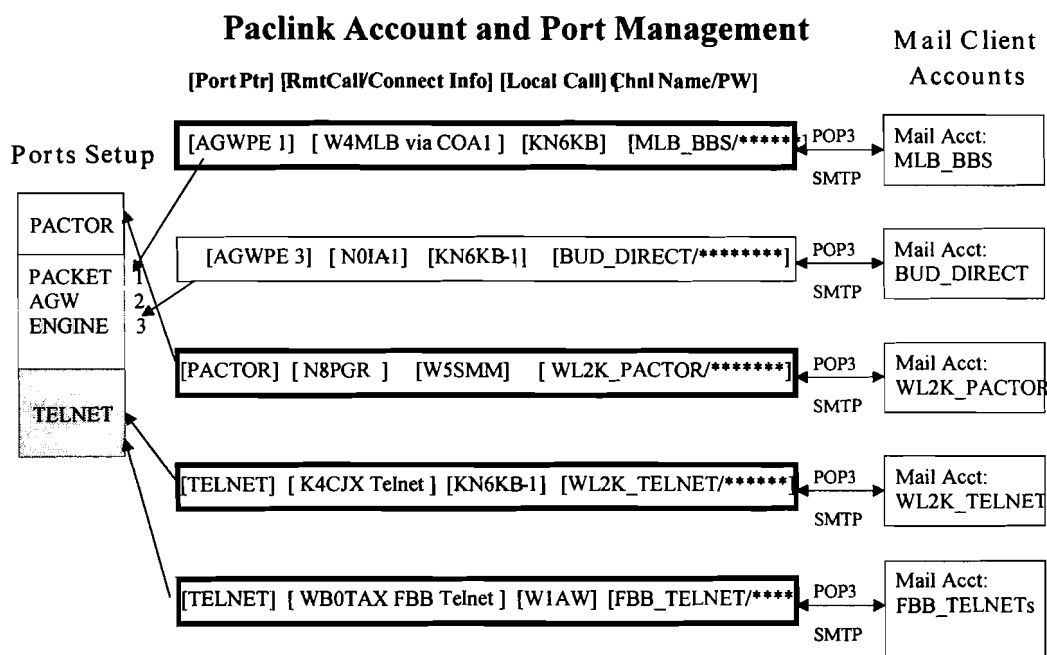 Paclink Account and Port Management
Mail Client
Accounts
[Port Ptr] [RmtCall/Connect Info] [Local Call] Chnl Name/PW]
Ports Setup
PACTOR
PACKET 1
AGW 2
ENGINE 3
TELNET
[AGWPE 1] [ W4MLB via COA1 ] [KN6KB] [MLB_BBS/*****]
POP3
SMTP
Mail Acct:
MLB_BBS
[AGWPE 3] [ N0IA1] [KN6KB-1] [BUD_DIRECT/********]
POP3
SMTP
Mail Acct:
BUD_DIRECT
[PACTOR] [ N8PGR ] [W5SMM] [ WL2K_PACTOR/*******]
POP3
SMTP
Mail Acct:
WL2K_PACTOR
[TELNET] [ K4CJX Telnet ] [KN6KB-1] [WL2K_TELNET/******]
POP3
SMTP
Mail Acct:
WL2K_TELNET
[TELNET] [ WB0TAX FBB Telnet ] [W1AW] [FBB_TELNET/****
POP3
SMTP
Mail Acct:
FBB_TELNETs